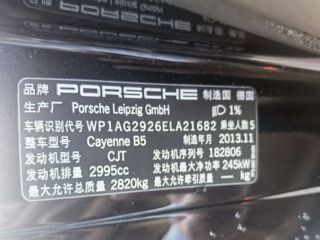 品牌 PORSCHE 制造国 德国
生产厂 Porsche Leipzig GmbH 1%
车辆识别代号 WP1AG2926ELA21682 乘坐人数 5
整车型号 Cayenne B5 制造年月 2013.11
发动机型号 CJT 发动机序号 182806
发动机排量 2995cc 发动机最大净功率 245kW
最大允许总质量 2820kg 最大允许牵引质量 — kg